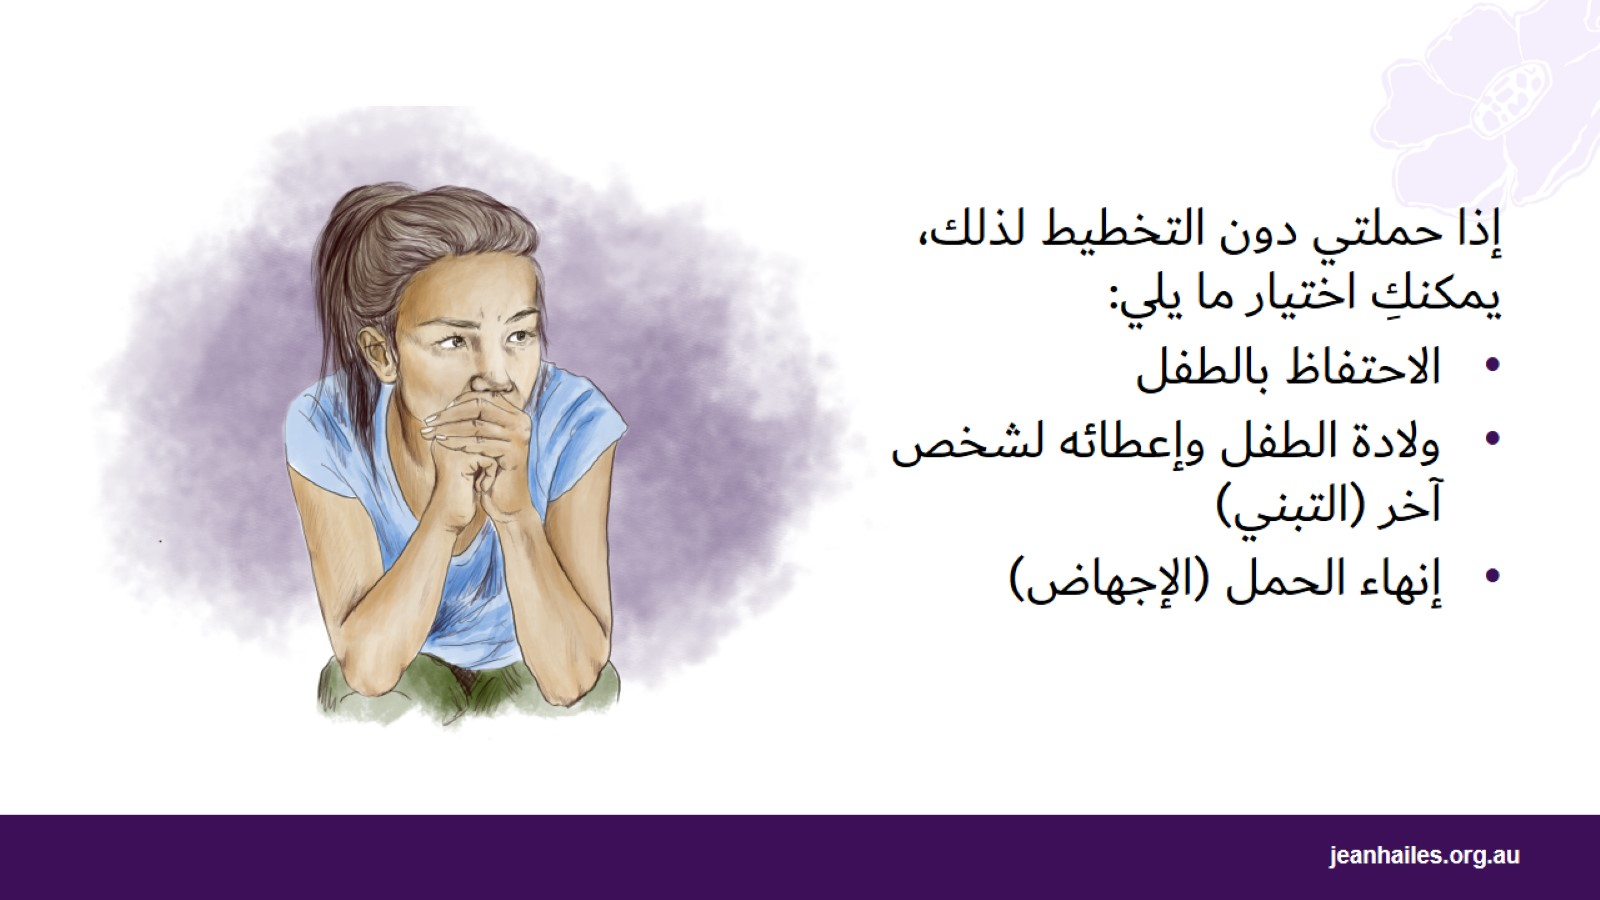 إذا حملتي دون التخطيط لذلك،
يمكنكِ اختيار ما يلي:
• الاحتفاظ بالطفل
• ولادة الطفل وإعطائه لشخص
آخر (التبني)
• إنهاء الحمل (الإجهاض)
jeanhailes.org.au